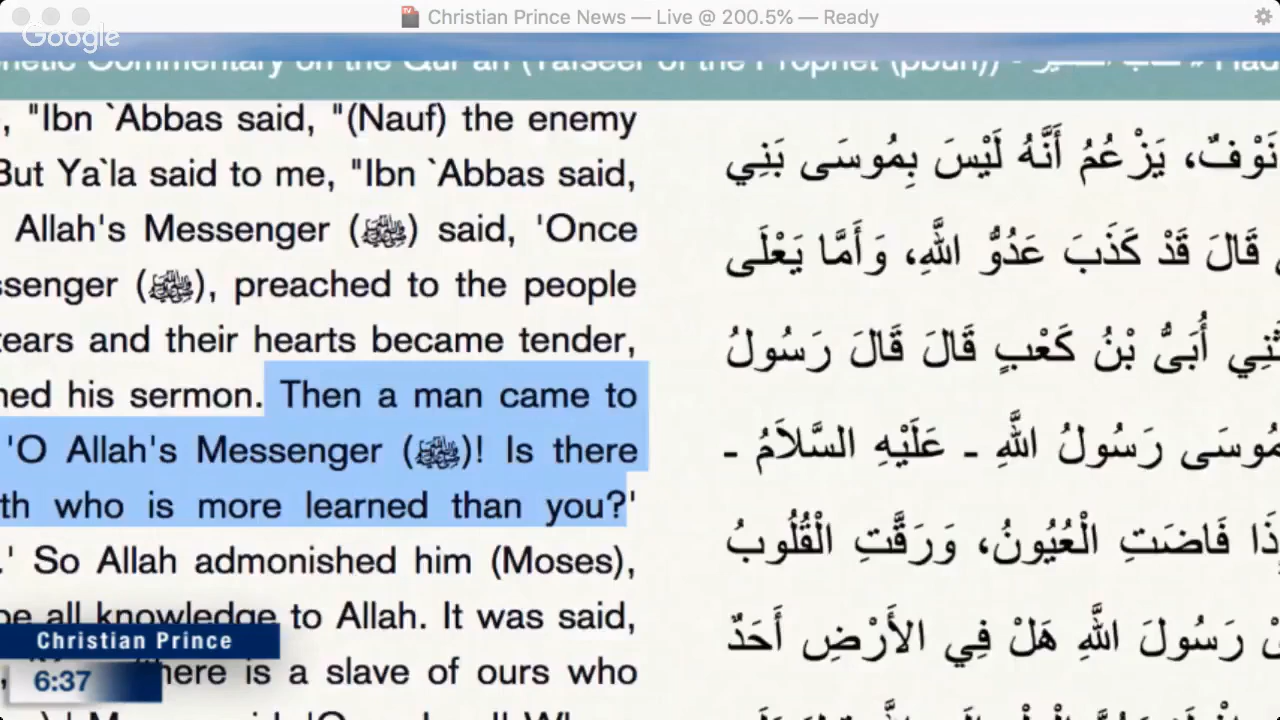 Christian Prince News — Live @ 200.5% — Ready
Google
Commentary on the Qur'an (Tafseer of the Prophet (pbuh)) -
, "Ibn `Abbas said, "(Nauf) the enemy
But Ya`la said to me, "Ibn `Abbas said,
Allah's Messenger (ﷺ) said, 'Once
ssenger (ﷺ), preached to the people
tears and their hearts became tender,
ned his sermon. Then a man came to
'O Allah's Messenger (ﷺ)! Is there
th who is more learned than you?'
.' So Allah admonished him (Moses),
be all knowledge to Allah. It was said,
here is a slave of ours who
نَوْفٌ، يَزْعُمُ أَنَّهُ لَيْسَ بِمُوسَى بَنِي
قَالَ قَدْ كَذَبَ عَدُوُّ اللَّهِ، وَأَمَّا يَعْلَى
ثَنِي أُبَىُّ بْنُ كَعْبٍ قَالَ قَالَ رَسُولُ
مُوسَى رَسُولُ اللَّهِ ـ عَلَيْهِ السَّلاَمُ ـ
إِذَا فَاضَتِ الْعُيُونُ، وَرَقَّتِ الْقُلُوبُ
رَسُولَ اللَّهِ هَلْ فِي الأَرْضِ أَحَدٌ
Christian Prince
6:37